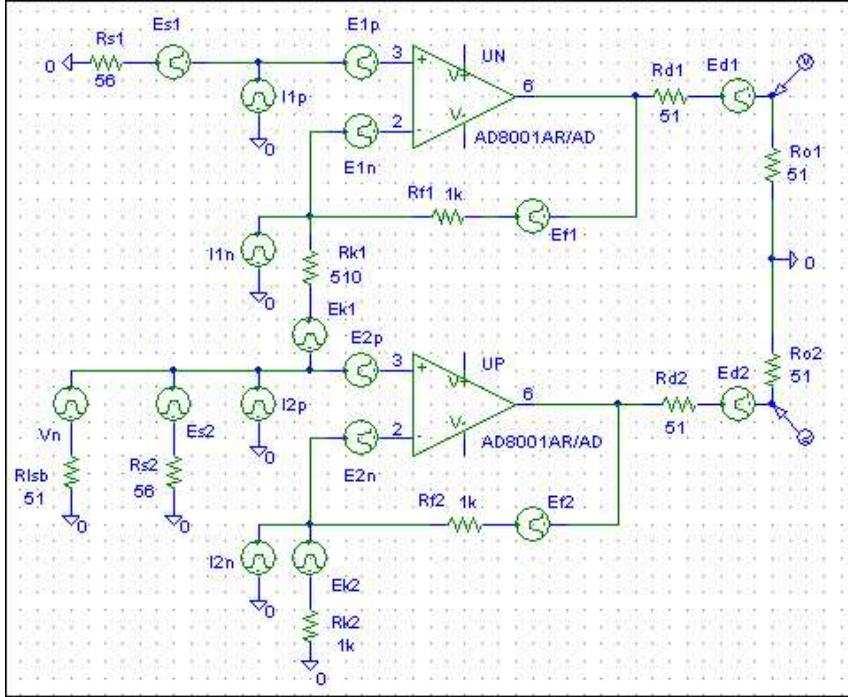 Rs1 Es1 E1p UN
0 56 3 + V+ 6 Rd1 Ed1 V
I1p 2 - V- 51
0 E1n AD8001AR/AD Ro1
51
Rf1 1k
I1n Rk1 Ef1 0
0 510
Ek1 E2p UP Ro2
51
3 + V+ 6 Rd2 Ed2
Vn Es2 I2p 2 - V- 51
0 E2n AD8001AR/AD
Rlsb Rs2
51 56 Rf2 1k Ef2
0 0 I2n Ek2
0 Rk2
1k
0